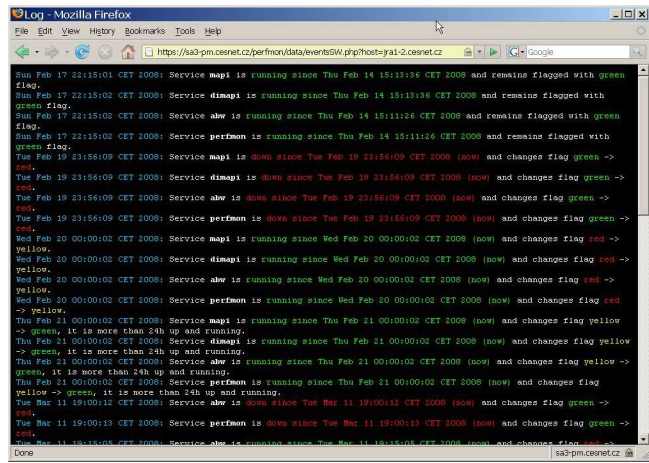 Log - Mozilla Firefox
File Edit View History Bookmarks Tools Help
https://sa3-pm.cesnet.cz/perfmon/data/eventsSW.php?host=jra1-2.cesnet.cz
Google
Sun Feb 17 22:15:01 CET 2008: Service mapi is running since Thu Feb 14 15:13:36 CET 2008 and remains flagged with green
flag.
Sun Feb 17 22:15:02 CET 2008: Service dimapi is running since Thu Feb 14 15:13:36 CET 2008 and remains flagged with
green flag.
Sun Feb 17 22:15:02 CET 2008: Service abw is running since Thu Feb 14 15:11:26 CET 2008 and remains flagged with green
flag.
Sun Feb 17 22:15:02 CET 2008: Service perfmon is running since Thu Feb 14 15:11:26 CET 2008 and remains flagged with
green flag.
Tue Feb 19 23:56:09 CET 2008: Service mapi is down since Tue Feb 19 23:56:09 CET 2008 (now) and changes flag green ->
red.
Tue Feb 19 23:56:09 CET 2008: Service dimapi is down since Tue Feb 19 23:56:09 CET 2008 (now) and changes flag green ->
red.
Tue Feb 19 23:56:09 CET 2008: Service abw is down since Tue Feb 19 23:56:09 CET 2008 (now) and changes flag green ->
red.
Tue Feb 19 23:56:09 CET 2008: Service perfmon is down since Tue Feb 19 23:56:09 CET 2008 (now) and changes flag green ->
red.
Wed Feb 20 00:00:02 CET 2008: Service mapi is running since Wed Feb 20 00:00:02 CET 2008 (now) and changes flag red ->
yellow.
Wed Feb 20 00:00:02 CET 2008: Service dimapi is running since Wed Feb 20 00:00:02 CET 2008 (now) and changes flag red ->
yellow.
Wed Feb 20 00:00:02 CET 2008: Service abw is running since Wed Feb 20 00:00:02 CET 2008 (now) and changes flag red ->
yellow.
Wed Feb 20 00:00:02 CET 2008: Service perfmon is running since Wed Feb 20 00:00:02 CET 2008 (now) and changes flag red
-> yellow.
Thu Feb 21 00:00:02 CET 2008: Service mapi is running since Thu Feb 21 00:00:02 CET 2008 (now) and changes flag yellow
-> green, it is more than 24h up and running.
Thu Feb 21 00:00:02 CET 2008: Service dimapi is running since Thu Feb 21 00:00:02 CET 2008 (now) and changes flag yellow
-> green, it is more than 24h up and running.
Thu Feb 21 00:00:02 CET 2008: Service abw is running since Thu Feb 21 00:00:02 CET 2008 (now) and changes flag yellow ->
green, it is more than 24h up and running.
Thu Feb 21 00:00:02 CET 2008: Service perfmon is running since Thu Feb 21 00:00:02 CET 2008 (now) and changes flag
yellow -> green, it is more than 24h up and running.
Tue Mar 11 19:00:12 CET 2008: Service abw is down since Tue Mar 11 19:00:12 CET 2008 (now) and changes flag green ->
red.
Tue Mar 11 19:00:13 CET 2008: Service perfmon is down since Tue Mar 11 19:00:13 CET 2008 (now) and changes flag green ->
red.
Tue Mar 11 19:15:05 CET 2008: Service abw is running since Tue Mar 11 19:15:05 CET 2008 (now) and changes flag red ->
Done
sa3-pm.cesnet.cz